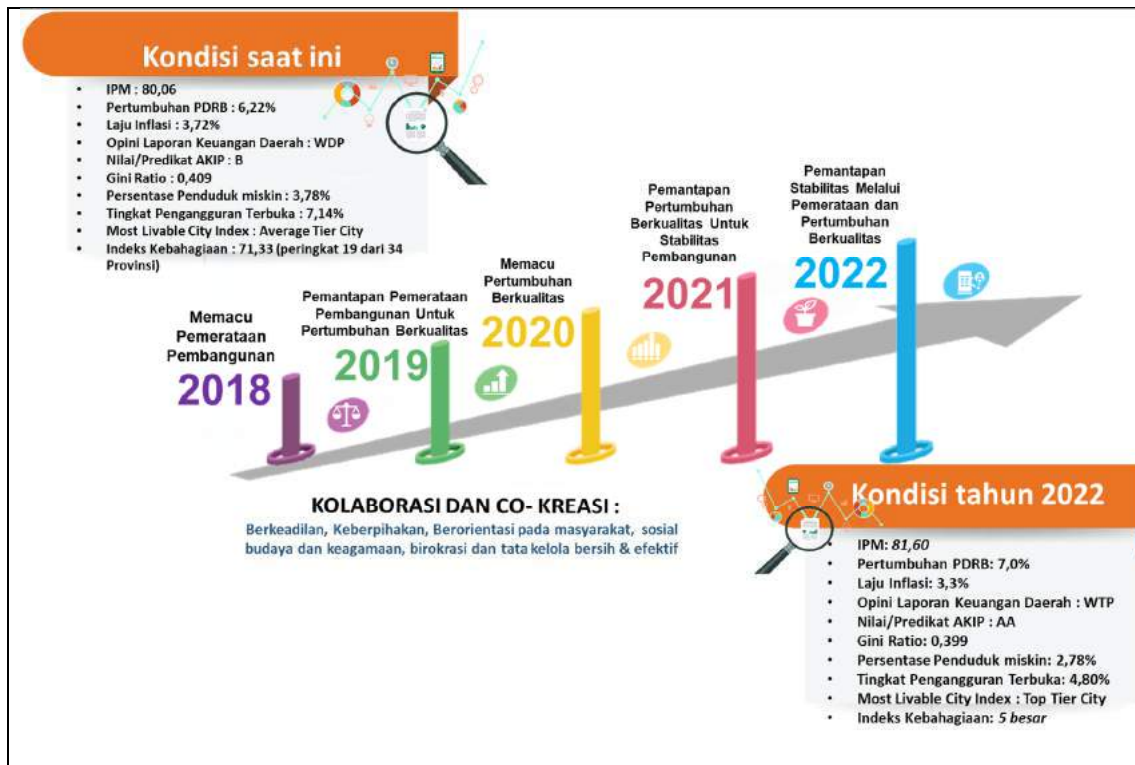 Kondisi saat ini
• IPM : 80,06
• Pertumbuhan PDRB : 6,22%
• Laju Inflasi : 3,72%
• Opini Laporan Keuangan Daerah : WDP
• Nilai/Predikat AKIP : B
• Gini Ratio : 0,409
• Persentase Penduduk miskin : 3,78%
• Tingkat Pengangguran Terbuka : 7,14%
• Most Livable City Index : Average Tier City
• Indeks Kebahagiaan : 71,33 (peringkat 19 dari 34
Provinsi)
Memacu
Pemerataan
Pembangunan
2018
Pemantapan Pemerataan
Pembangunan Untuk
Pertumbuhan Berkualitas
2019
Memacu
Pertumbuhan
Berkualitas
2020
Pemantapan
Pertumbuhan
Berkualitas Untuk
Stabilitas
Pembangunan
2021
Pemantapan
Stabilitas Melalui
Pemerataan dan
Pertumbuhan
Berkualitas
2022
KOLABORASI DAN CO- KREASI :
Berkeadilan, Keberpihakan, Berorientasi pada masyarakat, sosial
budaya dan keagamaan, birokrasi dan tata kelola bersih & efektif
Kondisi tahun 2022
• IPM: 81,60
• Pertumbuhan PDRB: 7,0%
• Laju Inflasi: 3,3%
• Opini Laporan Keuangan Daerah : WTP
• Nilai/Predikat AKIP : AA
• Gini Ratio: 0,399
• Persentase Penduduk miskin: 2,78%
• Tingkat Pengangguran Terbuka: 4,80%
• Most Livable City Index : Top Tier City
• Indeks Kebahagiaan: 5 besar